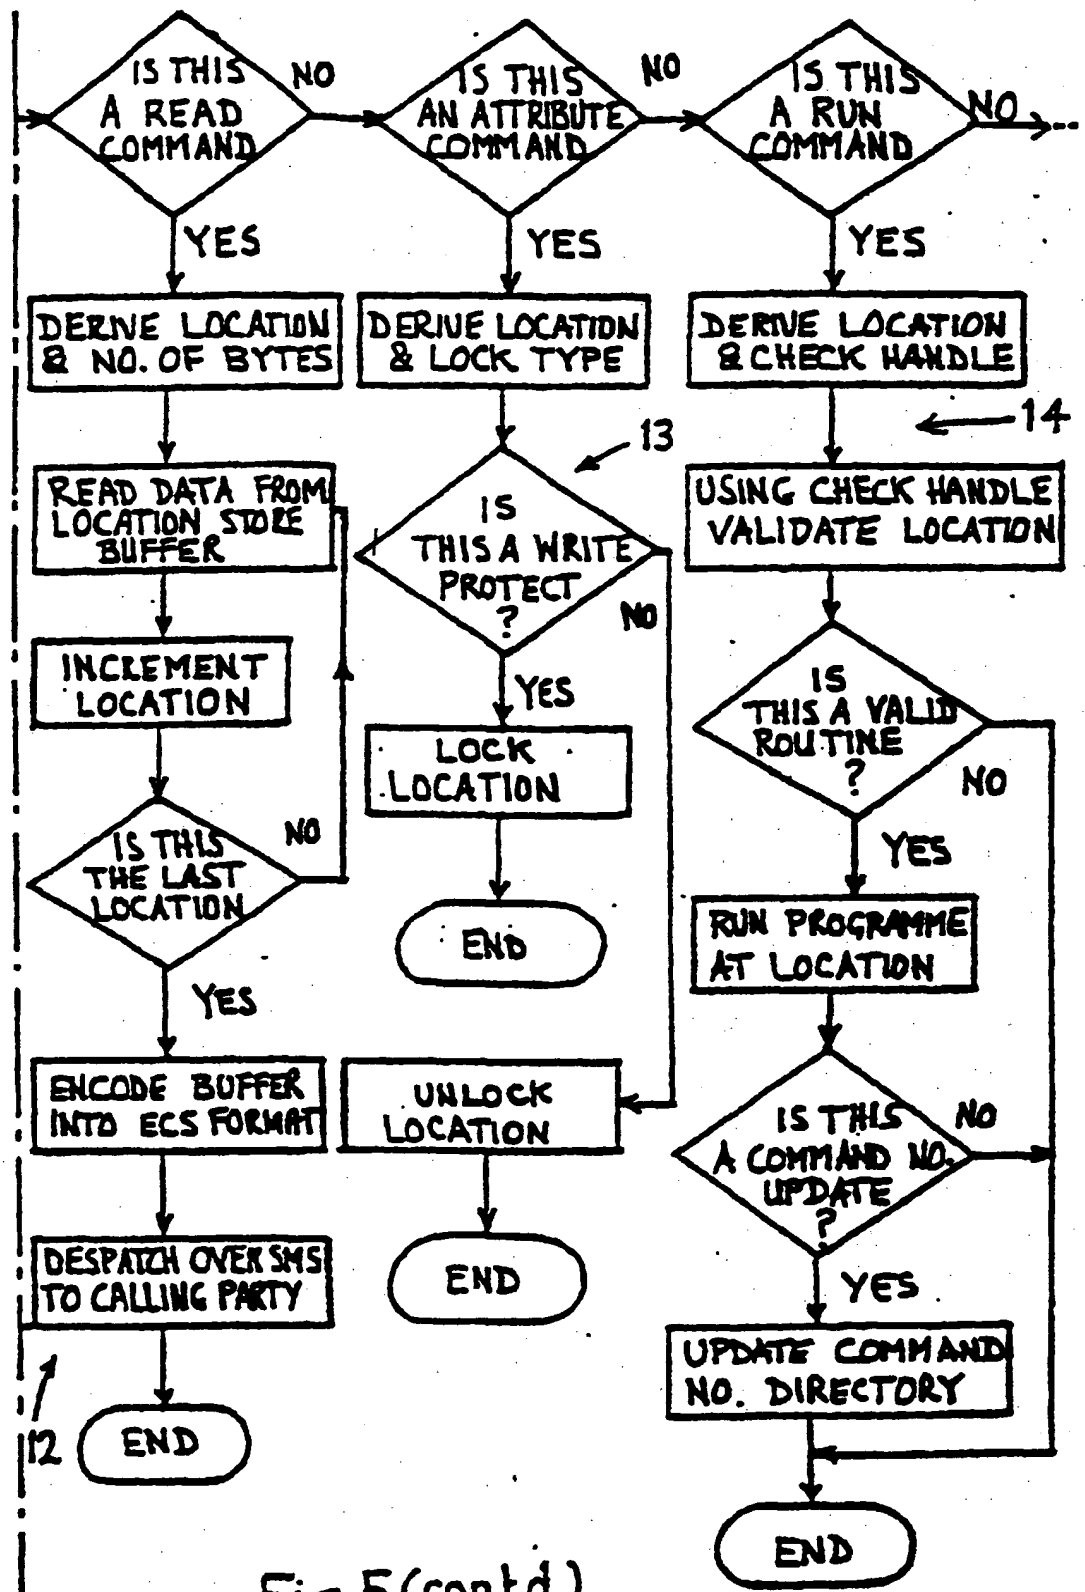 IS THIS
A READ
COMMAND
NO
YES
DERIVE LOCATION
& NO. OF BYTES
READ DATA FROM
LOCATION STORE
BUFFER
INCREMENT
LOCATION
IS THIS
THE LAST
LOCATION
NO
YES
ENCODE BUFFER
INTO ECS FORMAT
DESPATCH OVER SMS
TO CALLING PARTY
12
END
IS THIS
AN ATTRIBUTE
COMMAND
NO
YES
DERIVE LOCATION
& LOCK TYPE
13
IS
THIS A WRITE
PROTECT
?
NO
YES
LOCK
LOCATION
END
UNLOCK
LOCATION
END
IS THIS
A RUN
COMMAND
NO
YES
DERIVE LOCATION
& CHECK HANDLE
14
USING CHECK HANDLE
VALIDATE LOCATION
IS
THIS A VALID
ROUTINE
?
NO
YES
RUN PROGRAMME
AT LOCATION
IS THIS
A COMMAND NO.
UPDATE
?
NO
YES
UPDATE COMMAND
NO. DIRECTORY
END
Fig 5 (contd.)